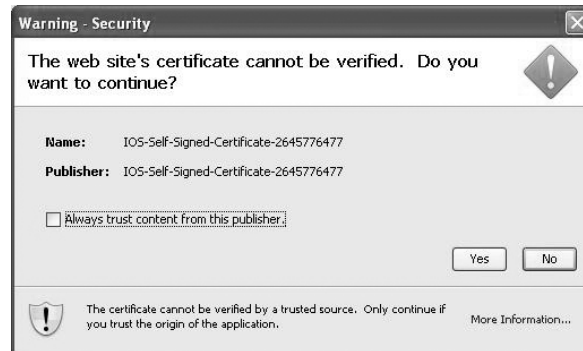 Warning - Security
The web site's certificate cannot be verified. Do you
want to continue?
Name: IOS-Self-Signed-Certificate-2645776477
Publisher: IOS-Self-Signed-Certificate-2645776477
Always trust content from this publisher.
Yes No
The certificate cannot be verified by a trusted source. Only continue if
you trust the origin of the application.
More Information...